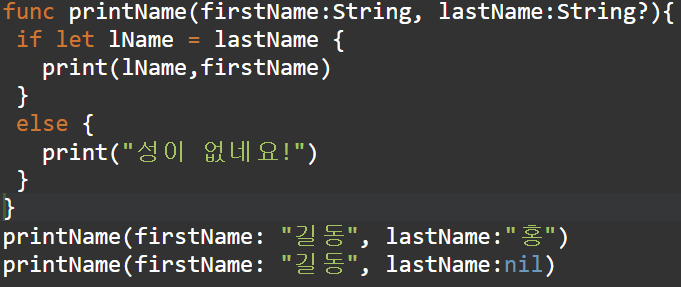 func printName(firstName:String, lastName:String?){
if let lName = lastName {
print(lName,firstName)
}
else {
print("성이 없네요!")
}
}
printName(firstName: "길동", lastName:"홍")
printName(firstName: "길동", lastName:nil)